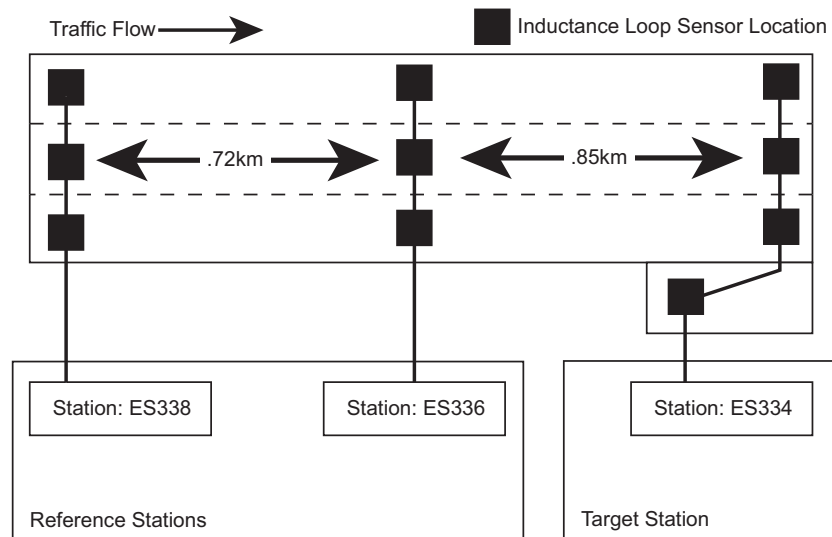 Traffic Flow
Inductance Loop Sensor Location
.72km
.85km
Station: ES338
Station: ES336
Station: ES334
Reference Stations
Target Station